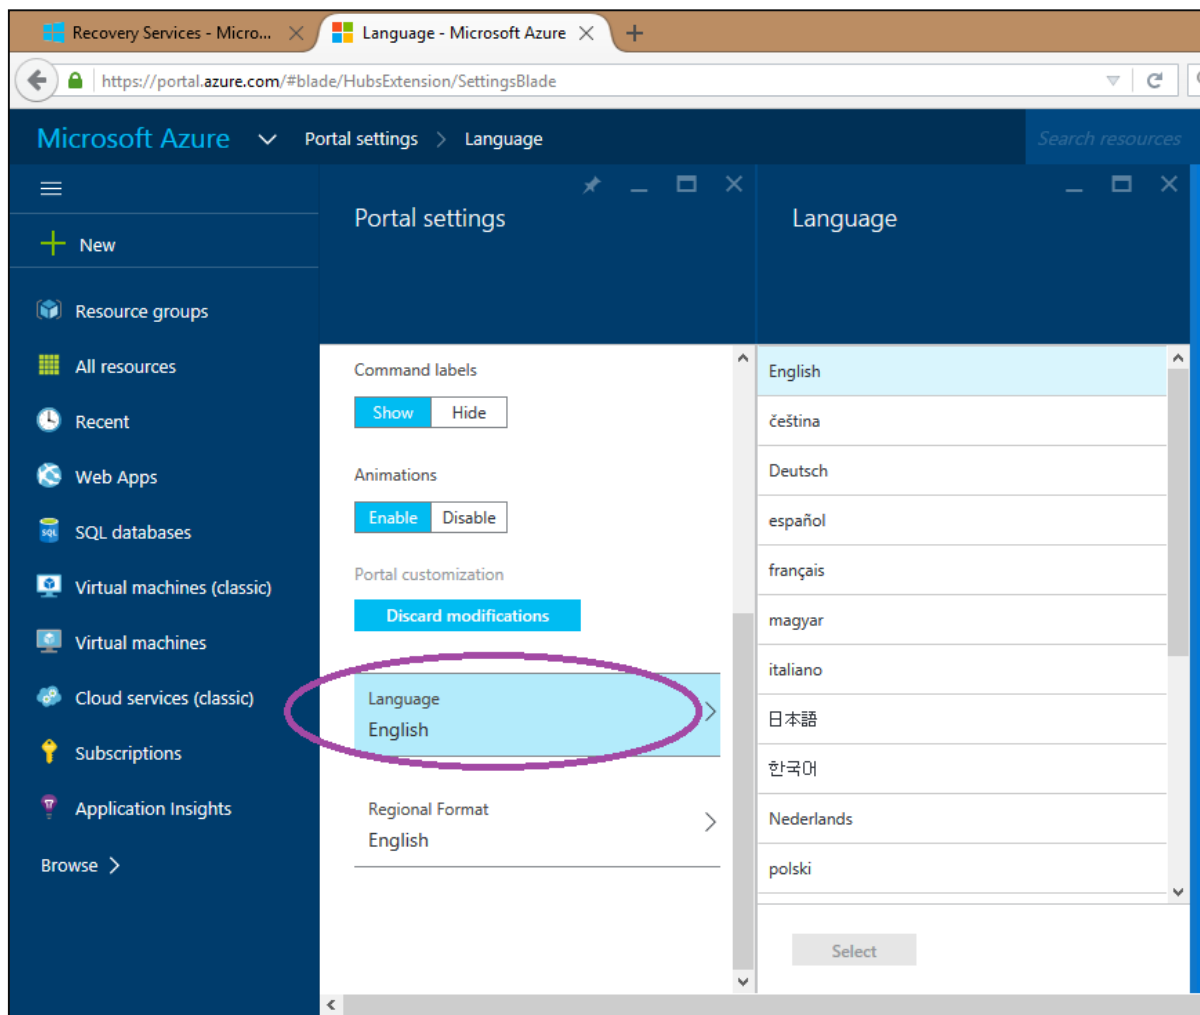 Recovery Services - Micro...
Language - Microsoft Azure
https://portal.azure.com/#blade/HubsExtension/SettingsBlade
Microsoft Azure
Portal settings > Language
Search resources
Portal settings
Language
New
Resource groups
All resources
Recent
Web Apps
SQL databases
Virtual machines (classic)
Virtual machines
Cloud services (classic)
Subscriptions
Application Insights
Browse >
Command labels
Show Hide
Animations
Enable Disable
Portal customization
Discard modifications
Language
English
Regional Format
English
English
čeština
Deutsch
español
français
magyar
italiano
日本語
한국어
Nederlands
polski
Select